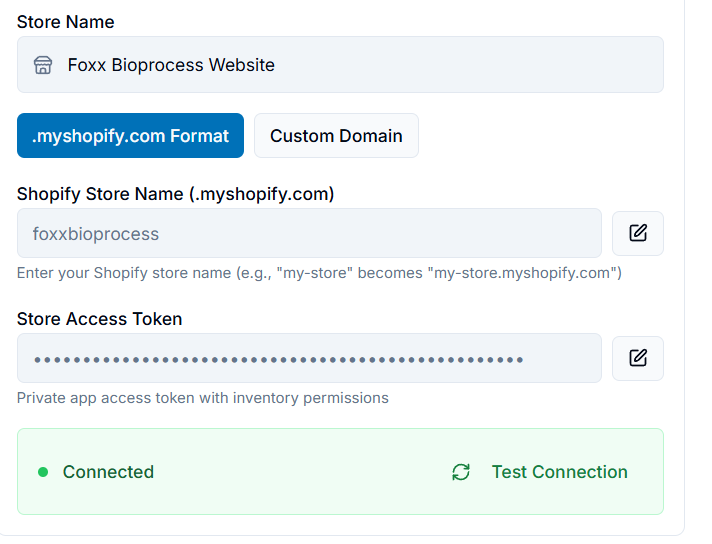 Store Name
Foxx Bioprocess Website
.myshopify.com Format
Custom Domain
Shopify Store Name (.myshopify.com)
foxxbioprocess
Enter your Shopify store name (e.g., "my-store" becomes "my-store.myshopify.com")
Store Access Token
••••••••••••••••••••••••••••••••••••••••••••••••••
Private app access token with inventory permissions
Connected
Test Connection